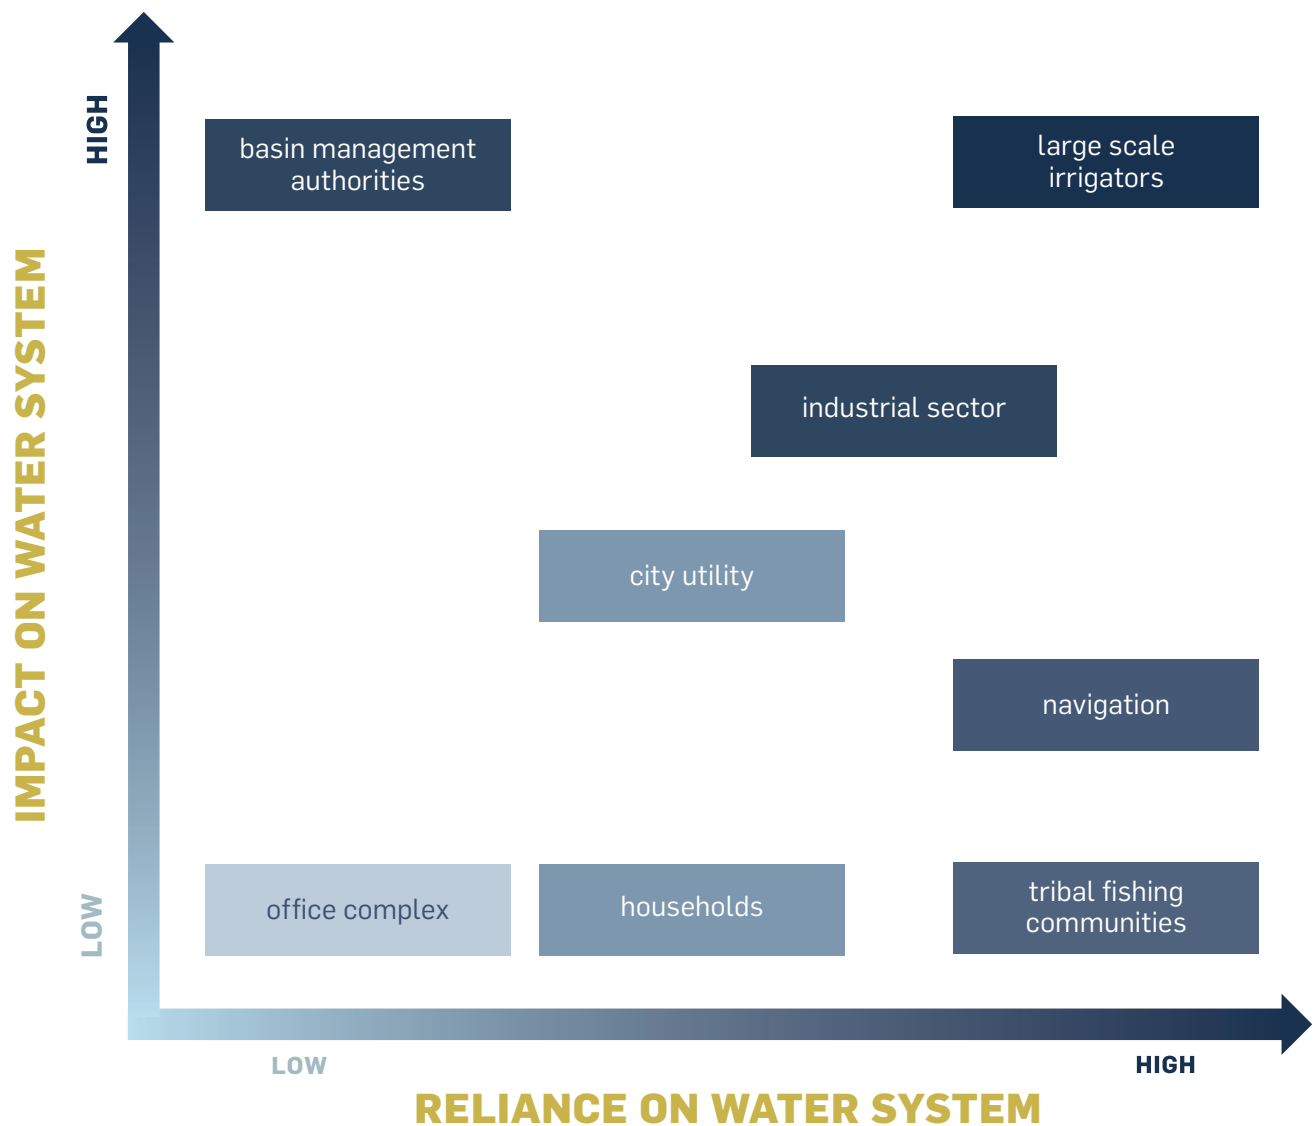 HIGH
basin management
authorities
large scale
irrigators
IMPACT ON WATER SYSTEM
industrial sector
city utility
navigation
LOW
office complex
households
tribal fishing
communities
LOW
HIGH
RELIANCE ON WATER SYSTEM